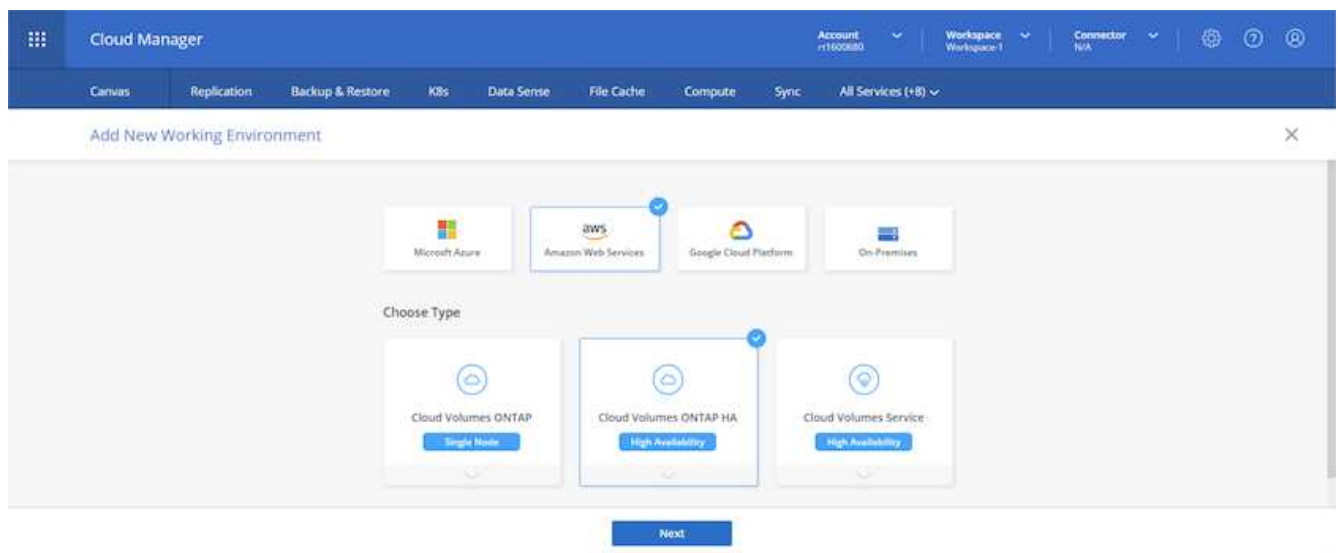 Cloud Manager
Account
rt1600680
Workspace
Workspace-1
Connector
N/A
Canvas Replication Backup & Restore K8s Data Sense File Cache Compute Sync All Services (+8)
Add New Working Environment
aws
Microsft Azure Amazon Web Services Google Cloud Platform On-Premises
Choose Type
Cloud Volumes ONTAP Cloud Volumes ONTAP HA Cloud Volumes Service
Single Node High Availability High Availability
Next